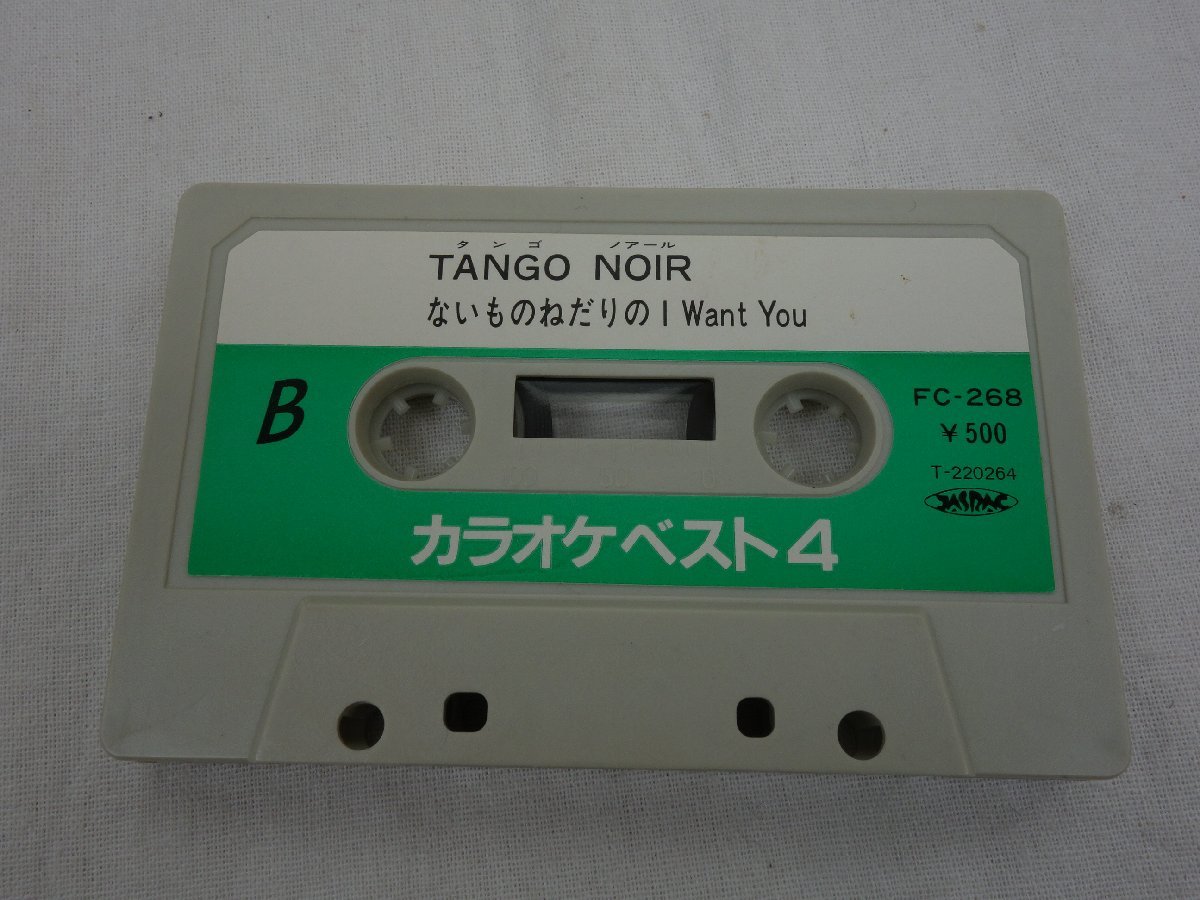 タンゴ ノアール
TANGO NOIR
ないものねだりの I Want You
B
FC-268
¥500
T-220264
JASRAC
カラオケベスト4